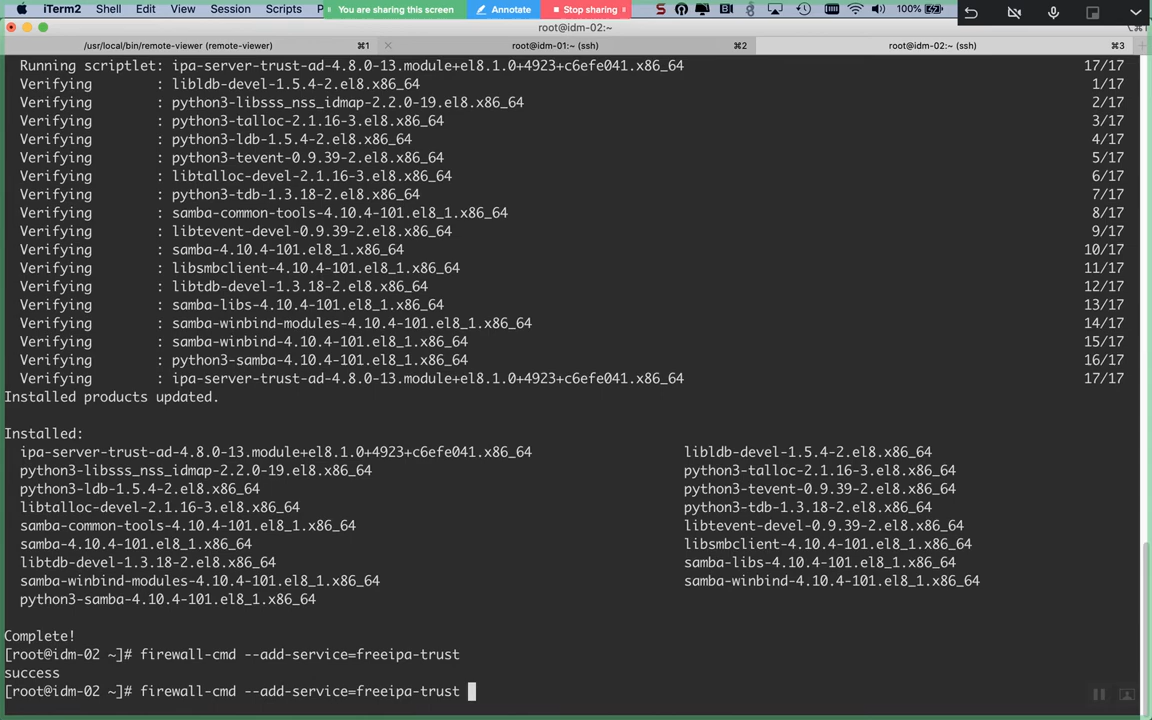 iTerm2 Shell Edit View Session Scripts P You are sharing this screen Annotate Stop sharing 100%
root@idm-02:~ ⌥⌘1
/usr/local/bin/remote-viewer (remote-viewer) ⌘1 root@idm-01:~ (ssh) ⌘2 root@idm-02:~ (ssh) ⌘3
Running scriptlet: ipa-server-trust-ad-4.8.0-13.module+el8.1.0+4923+c6efe041.x86_64 17/17
Verifying : libldb-devel-1.5.4-2.el8.x86_64 1/17
Verifying : python3-libsss_nss_idmap-2.2.0-19.el8.x86_64 2/17
Verifying : python3-talloc-2.1.16-3.el8.x86_64 3/17
Verifying : python3-ldb-1.5.4-2.el8.x86_64 4/17
Verifying : python3-tevent-0.9.39-2.el8.x86_64 5/17
Verifying : libtalloc-devel-2.1.16-3.el8.x86_64 6/17
Verifying : python3-tdb-1.3.18-2.el8.x86_64 7/17
Verifying : samba-common-tools-4.10.4-101.el8_1.x86_64 8/17
Verifying : libtevent-devel-0.9.39-2.el8.x86_64 9/17
Verifying : samba-4.10.4-101.el8_1.x86_64 10/17
Verifying : libsmbclient-4.10.4-101.el8_1.x86_64 11/17
Verifying : libtdb-devel-1.3.18-2.el8.x86_64 12/17
Verifying : samba-libs-4.10.4-101.el8_1.x86_64 13/17
Verifying : samba-winbind-modules-4.10.4-101.el8_1.x86_64 14/17
Verifying : samba-winbind-4.10.4-101.el8_1.x86_64 15/17
Verifying : python3-samba-4.10.4-101.el8_1.x86_64 16/17
Verifying : ipa-server-trust-ad-4.8.0-13.module+el8.1.0+4923+c6efe041.x86_64 17/17
Installed products updated.
Installed:
ipa-server-trust-ad-4.8.0-13.module+el8.1.0+4923+c6efe041.x86_64 libldb-devel-1.5.4-2.el8.x86_64
python3-libsss_nss_idmap-2.2.0-19.el8.x86_64 python3-talloc-2.1.16-3.el8.x86_64
python3-ldb-1.5.4-2.el8.x86_64 python3-tevent-0.9.39-2.el8.x86_64
libtalloc-devel-2.1.16-3.el8.x86_64 python3-tdb-1.3.18-2.el8.x86_64
samba-common-tools-4.10.4-101.el8_1.x86_64 libtevent-devel-0.9.39-2.el8.x86_64
samba-4.10.4-101.el8_1.x86_64 libsmbclient-4.10.4-101.el8_1.x86_64
libtdb-devel-1.3.18-2.el8.x86_64 samba-libs-4.10.4-101.el8_1.x86_64
samba-winbind-modules-4.10.4-101.el8_1.x86_64 samba-winbind-4.10.4-101.el8_1.x86_64
python3-samba-4.10.4-101.el8_1.x86_64
Complete!
[root@idm-02 ~]# firewall-cmd --add-service=freeipa-trust
success
[root@idm-02 ~]# firewall-cmd --add-service=freeipa-trust